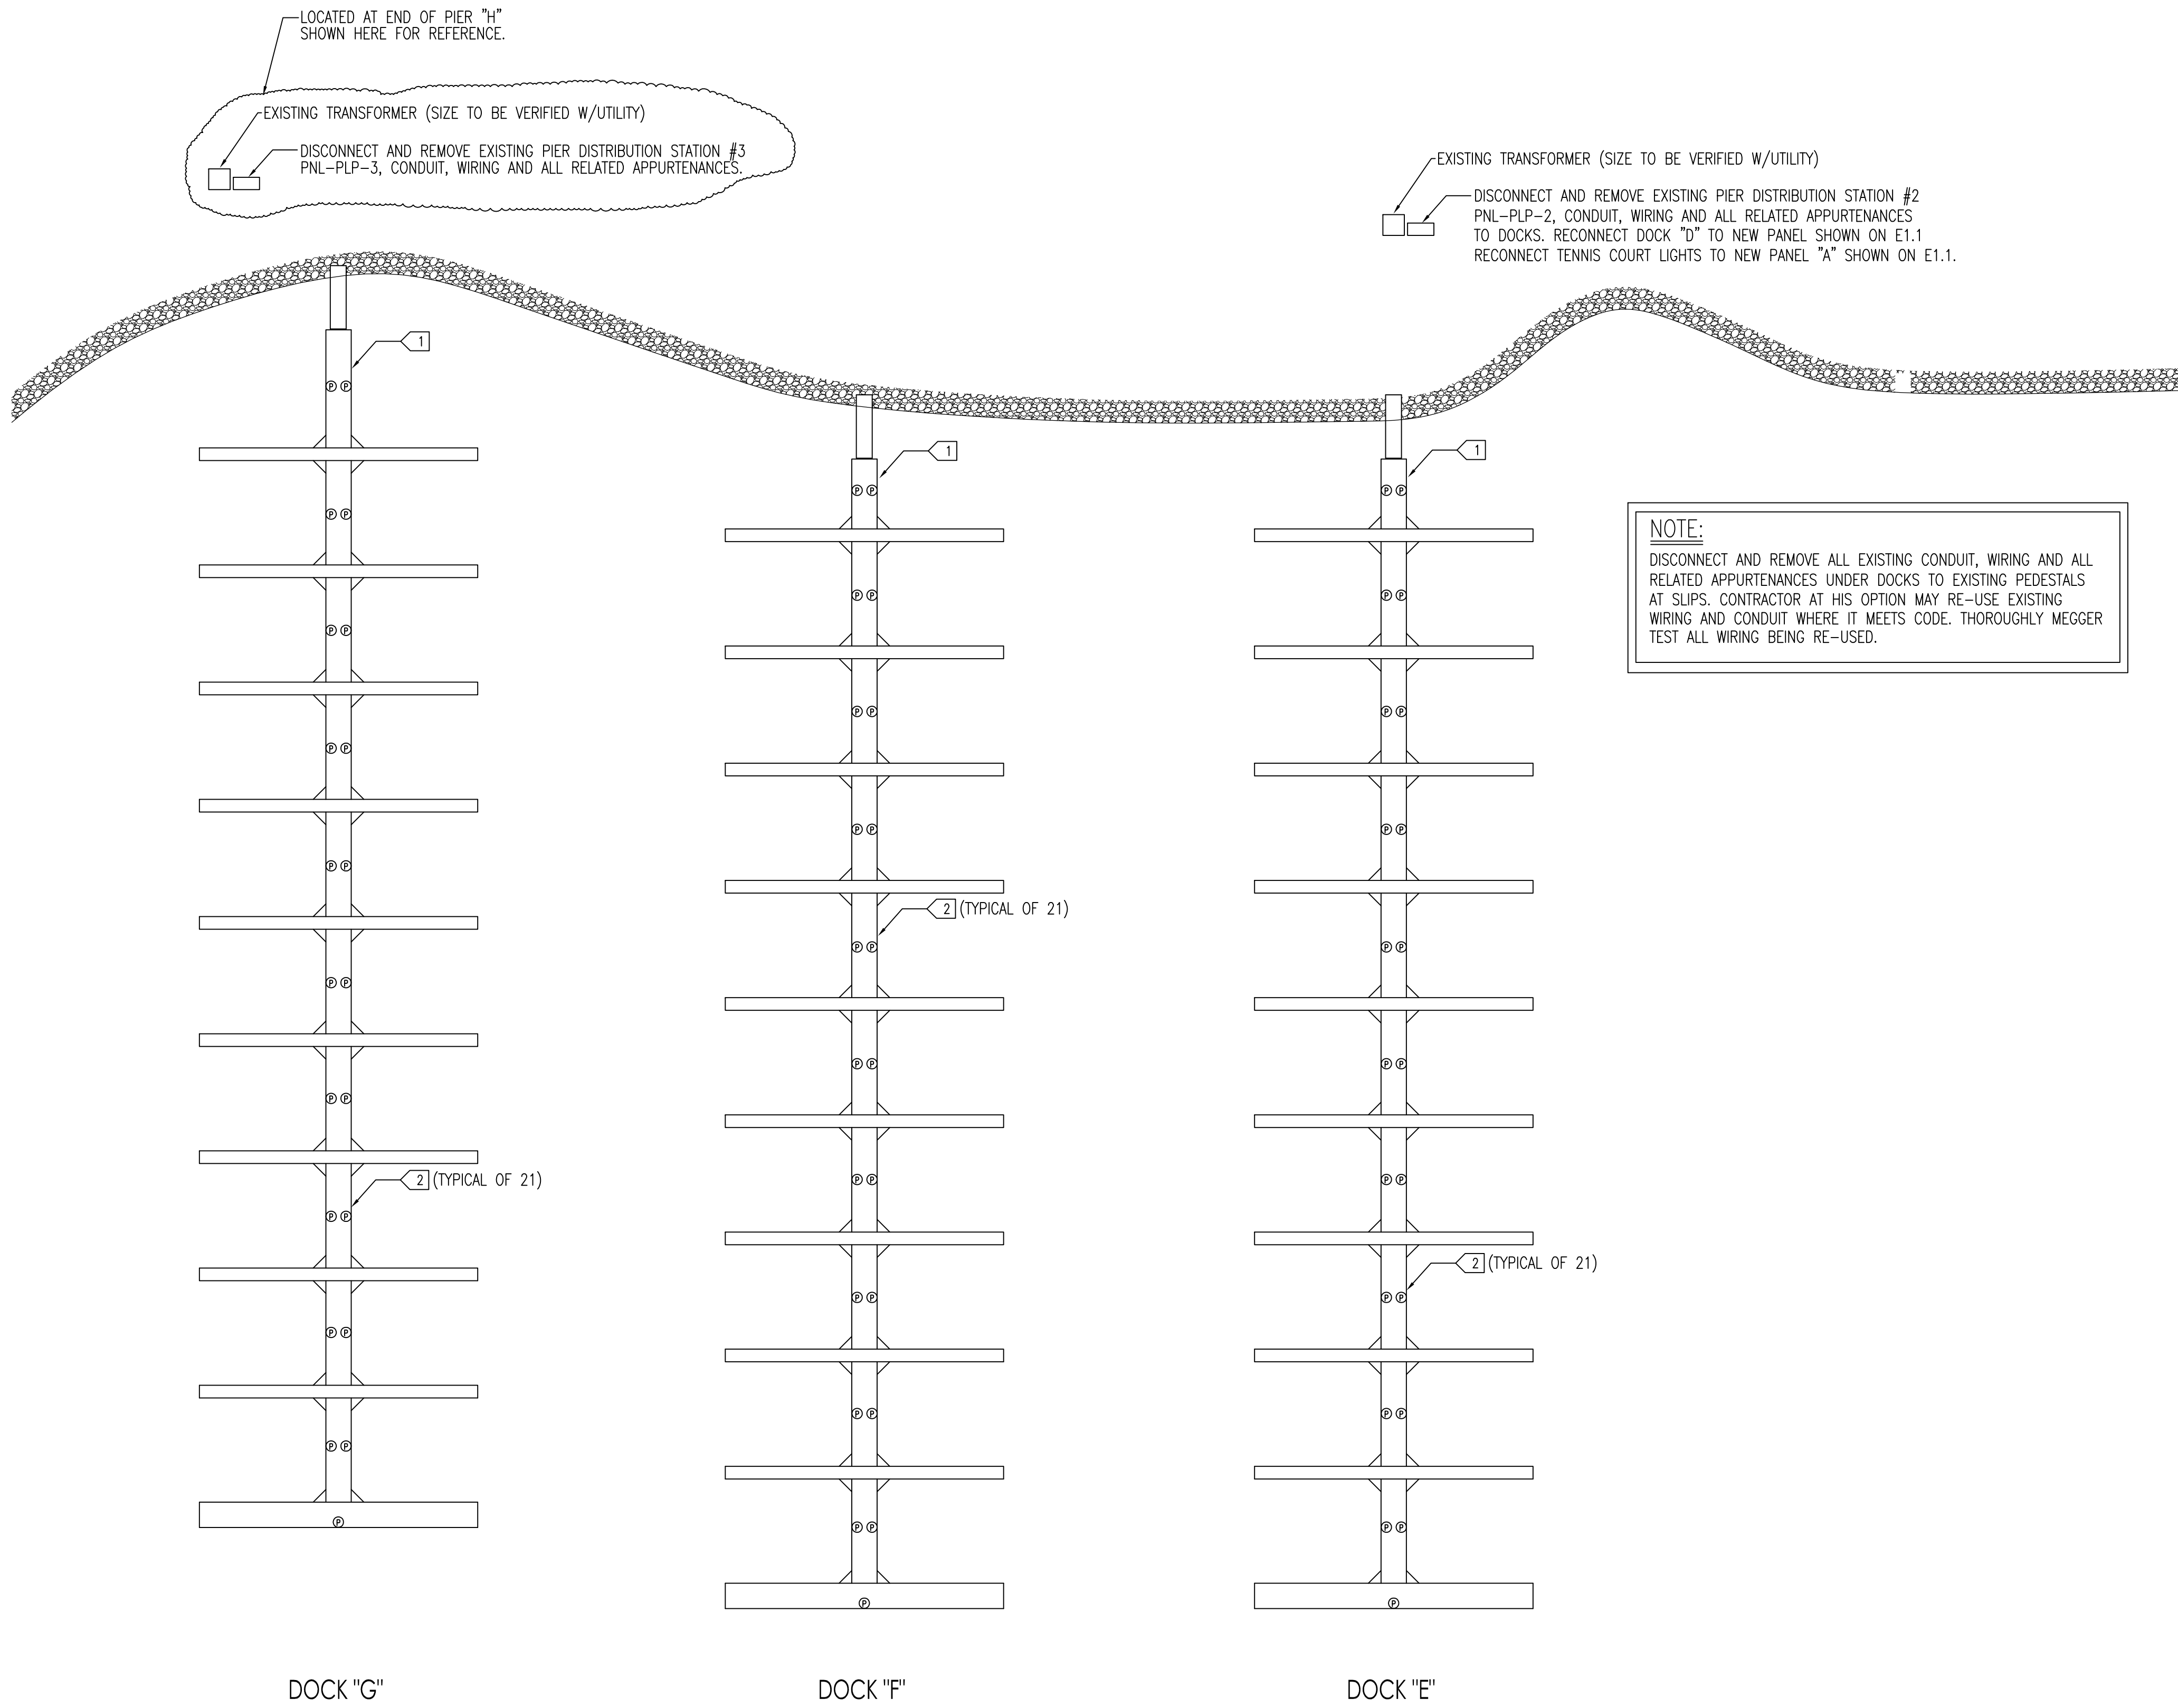 LOCATED AT END OF PIER "H"
SHOWN HERE FOR REFERENCE.
EXISTING TRANSFORMER (SIZE TO BE VERIFIED W/UTILITY)
DISCONNECT AND REMOVE EXISTING PIER DISTRIBUTION STATION #3
PNL-PLP-3, CONDUIT, WIRING AND ALL RELATED APPURTENANCES.
EXISTING TRANSFORMER (SIZE TO BE VERIFIED W/UTILITY)
DISCONNECT AND REMOVE EXISTING PIER DISTRIBUTION STATION #2
PNL-PLP-2, CONDUIT, WIRING AND ALL RELATED APPURTENANCES
TO DOCKS. RECONNECT DOCK "D" TO NEW PANEL SHOWN ON E1.1
RECONNECT TENNIS COURT LIGHTS TO NEW PANEL "A" SHOWN ON E1.1.
1
P P
P P
P P
P P
P P
P P
P P
P P
2 (TYPICAL OF 21)
P P
P P
P
DOCK "G"
1
P P
P P
P P
P P
2 (TYPICAL OF 21)
P P
P P
P P
P P
P P
P P
P
DOCK "F"
1
P P
P P
P P
P P
P P
P P
P P
2 (TYPICAL OF 21)
P P
P P
P P
P
DOCK "E"
NOTE:
DISCONNECT AND REMOVE ALL EXISTING CONDUIT, WIRING AND ALL
RELATED APPURTENANCES UNDER DOCKS TO EXISTING PEDESTALS
AT SLIPS. CONTRACTOR AT HIS OPTION MAY RE-USE EXISTING
WIRING AND CONDUIT WHERE IT MEETS CODE. THOROUGHLY MEGGER
TEST ALL WIRING BEING RE-USED.